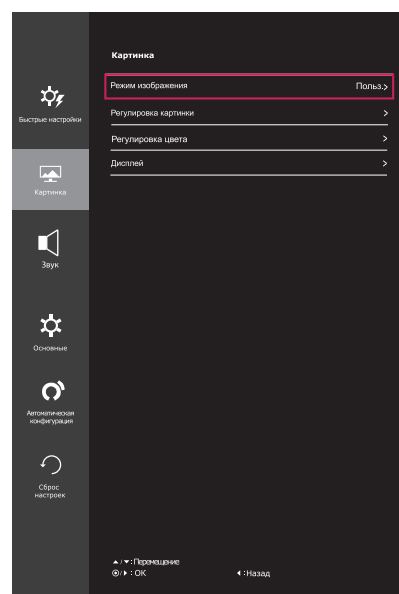 Картинка
Режим изображения Польз.>
Регулировка картинки >
Регулировка цвета >
Дисплей >
Быстрые настройки
Картинка
Звук
Основные
Автоматическая
конфигурация
Сброс
настроек
▲/▼:Перемещение
◉/▶ : OK ◀ :Назад